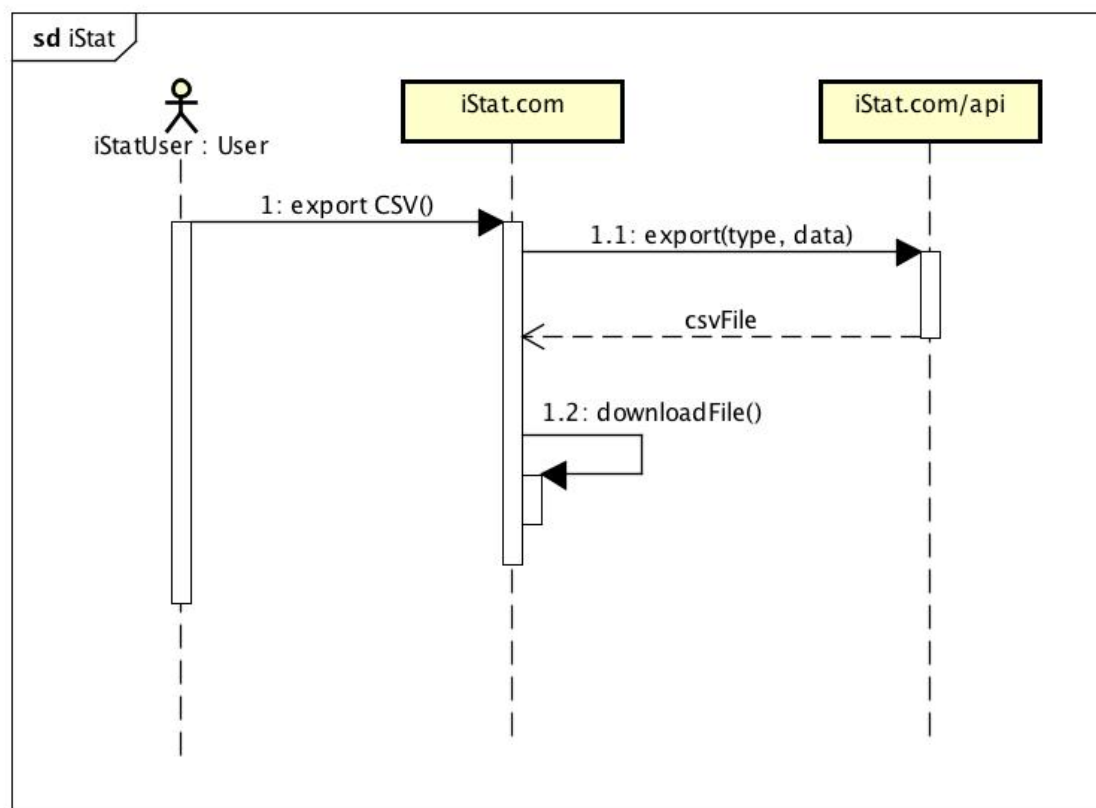 sd iStat
iStat.com
iStat.com/api
iStatUser : User
1: export CSV()
1.1: export(type, data)
csvFile
1.2: downloadFile()